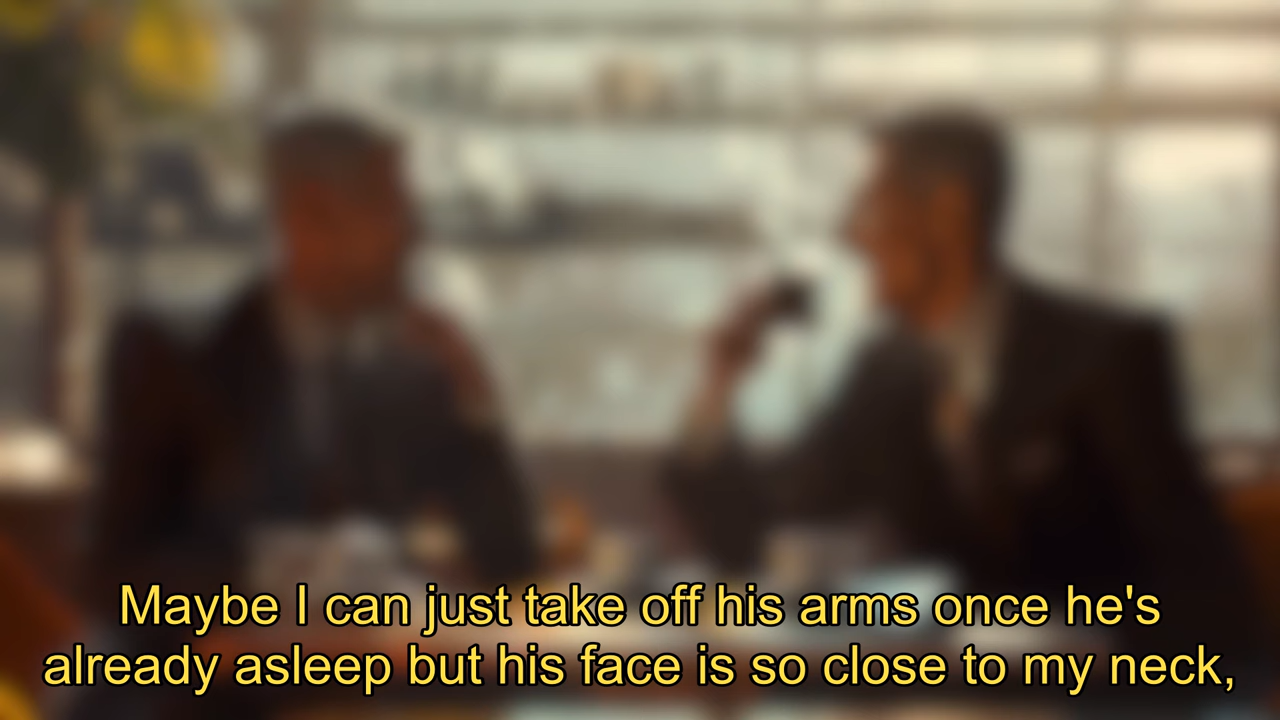 Maybe I can just take off his arms once he's
already asleep but his face is so close to my neck,